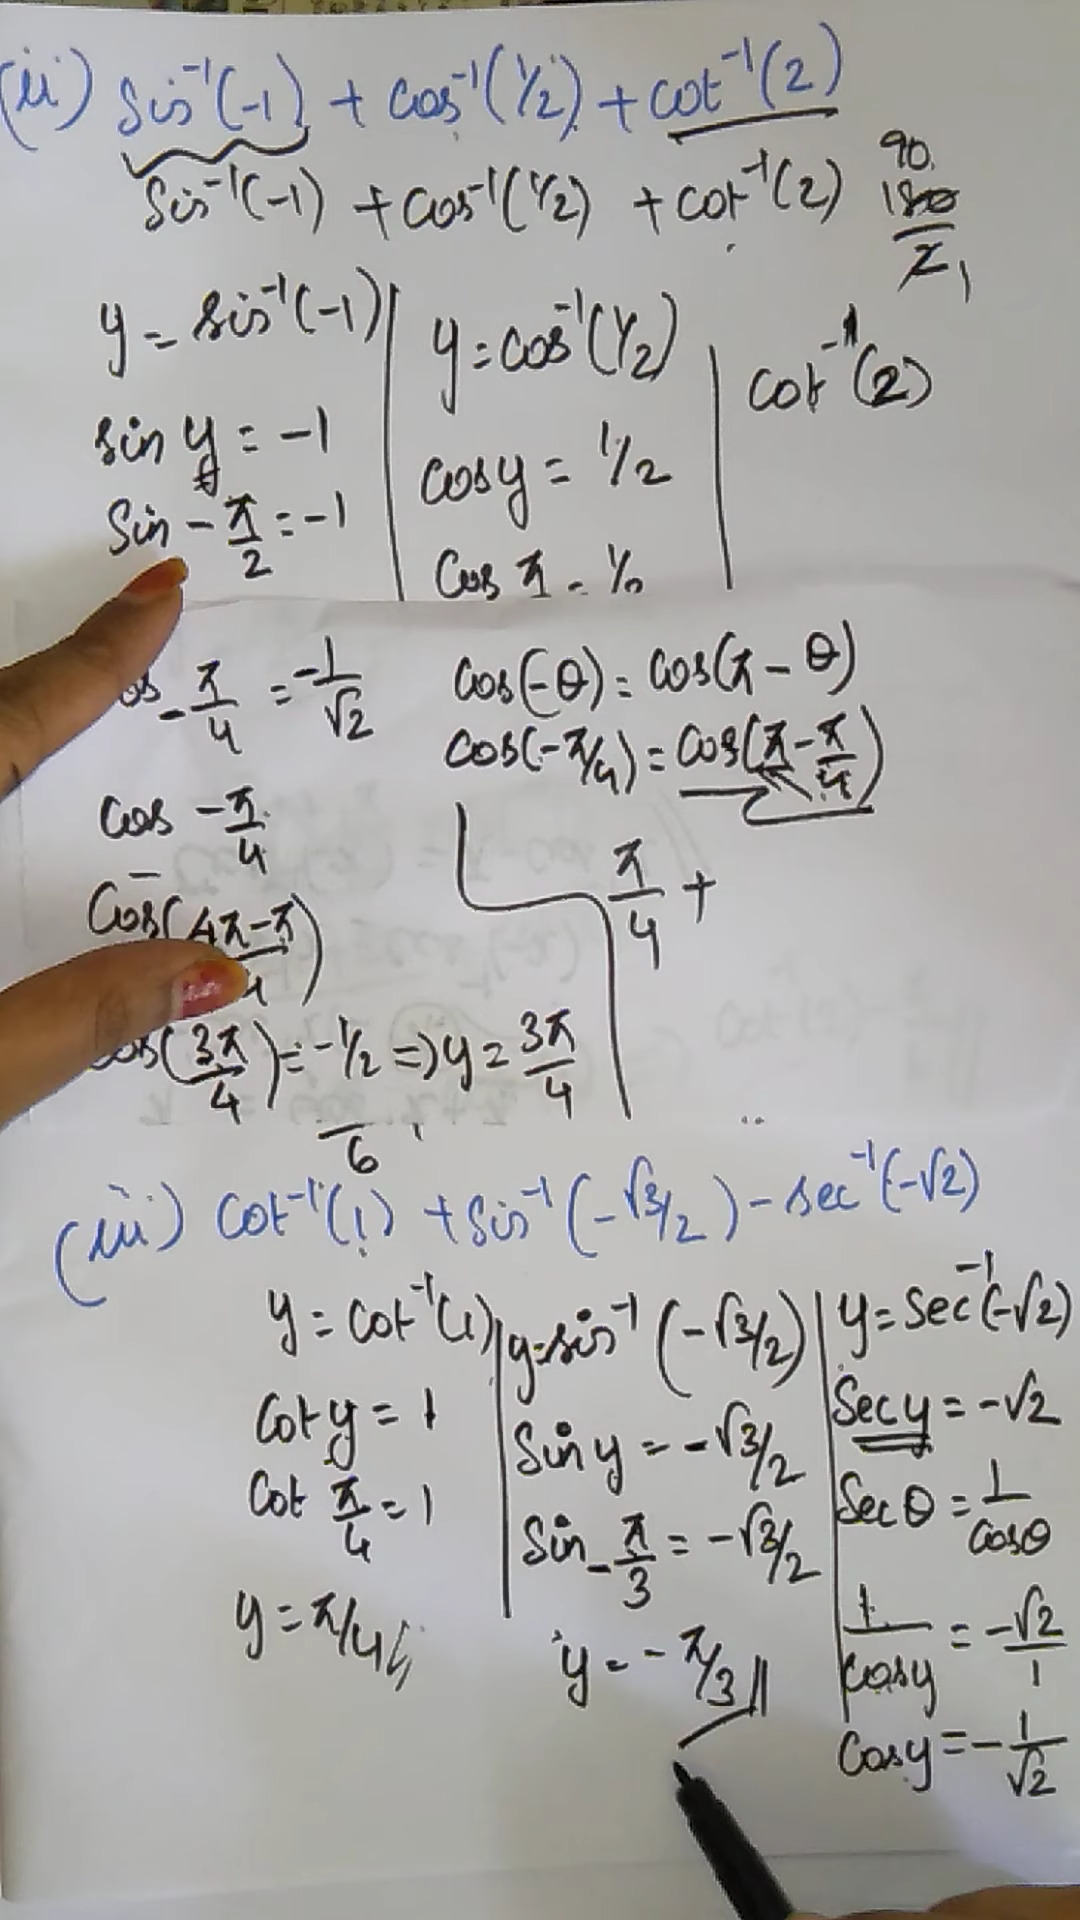 (ii) sin⁻¹(-1) + cos⁻¹(1/2) + cot⁻¹(2)
sin⁻¹(-1) + cos⁻¹(1/2) + cot⁻¹(2)
90
180/2 1
y = sin⁻¹(-1)
sin y = -1
sin -π/2 = -1
y = cos⁻¹(1/2)
cos y = 1/2
cos π
cot⁻¹(2)
-π/4 = -1/√2
cos -π/4
cos(4π-π/4)
cos(3π/4) = -1/2 => y = 3π/4
6
cos(-θ) = cos(π - θ)
cos(-π/4) = cos(π - π/4)
π/4 +
(iii) cot⁻¹(1) + sin⁻¹(-√3/2) - sec⁻¹(-√2)
y = cot⁻¹(1)
cot y = 1
cot π/4 = 1
y = π/4
y = sin⁻¹(-√3/2)
sin y = -√3/2
sin -π/3 = -√3/2
y = -π/3
y = sec⁻¹(-√2)
sec y = -√2
sec θ = 1/cosθ
1/cosy = -√2/1
cosy = -1/√2